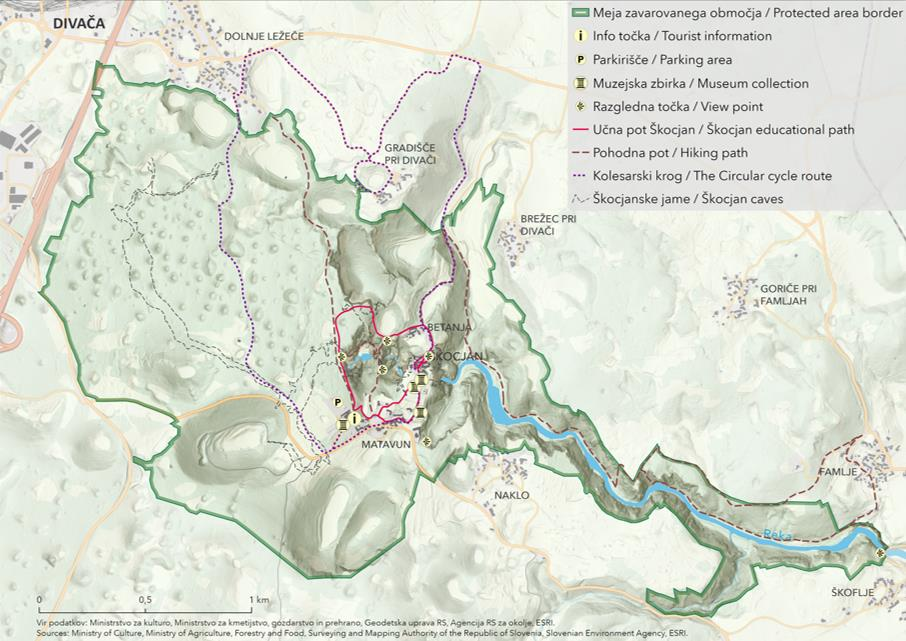 DIVAČA
DOLNJE LEŽEČE
Meja zavarovanega območja / Protected area border
i Info točka / Tourist information
P Parkirišče / Parking area
Muzejska zbirka / Museum collection
Razgledna točka / View point
Učna pot Škocjan / Škocjan educational path
Pohodna pot / Hiking path
Kolesarski krog / The Circular cycle route
Škocjanske jame / Škocjan caves
GRADIŠČE
PRI DIVAČI
BREŽEC PRI
DIVAČI
GORIČE PRI
FAMLJAH
BETANJA
ŠKOCJAN
P
i
MATAVUN
NAKLO
FAMLJE
Reka
ŠKOFLJE
0 0,5 1 km
Vir podatkov: Ministrstvo za kulturo, Ministrstvo za kmetijstvo, gozdarstvo in prehrano, Geodetska uprava RS, Agencija RS za okolje, ESRI.
Sources: Ministry of Culture, Ministry of Agriculture, Forestry and Food, Surveying and Mapping Authority of the Republic of Slovenia, Slovenian Environment Agency, ESRI.